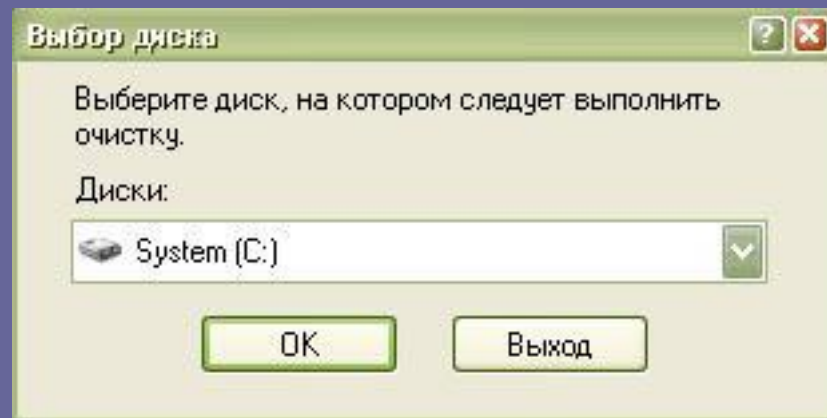 Выбор диска
Выберите диск, на котором следует выполнить
очистку.
Диски:
System (C:)
OK
Выход